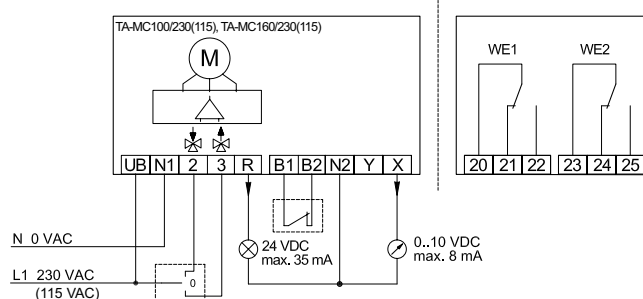 TA-MC100/230(115), TA-MC160/230(115)
M
UB N1 2 3 R B1 B2 N2 Y X
N 0 VAC
L1 230 VAC
(115 VAC)
0
24 VDC
max. 35 mA
0..10 VDC
max. 8 mA
WE1 WE2
20 21 22 23 24 25